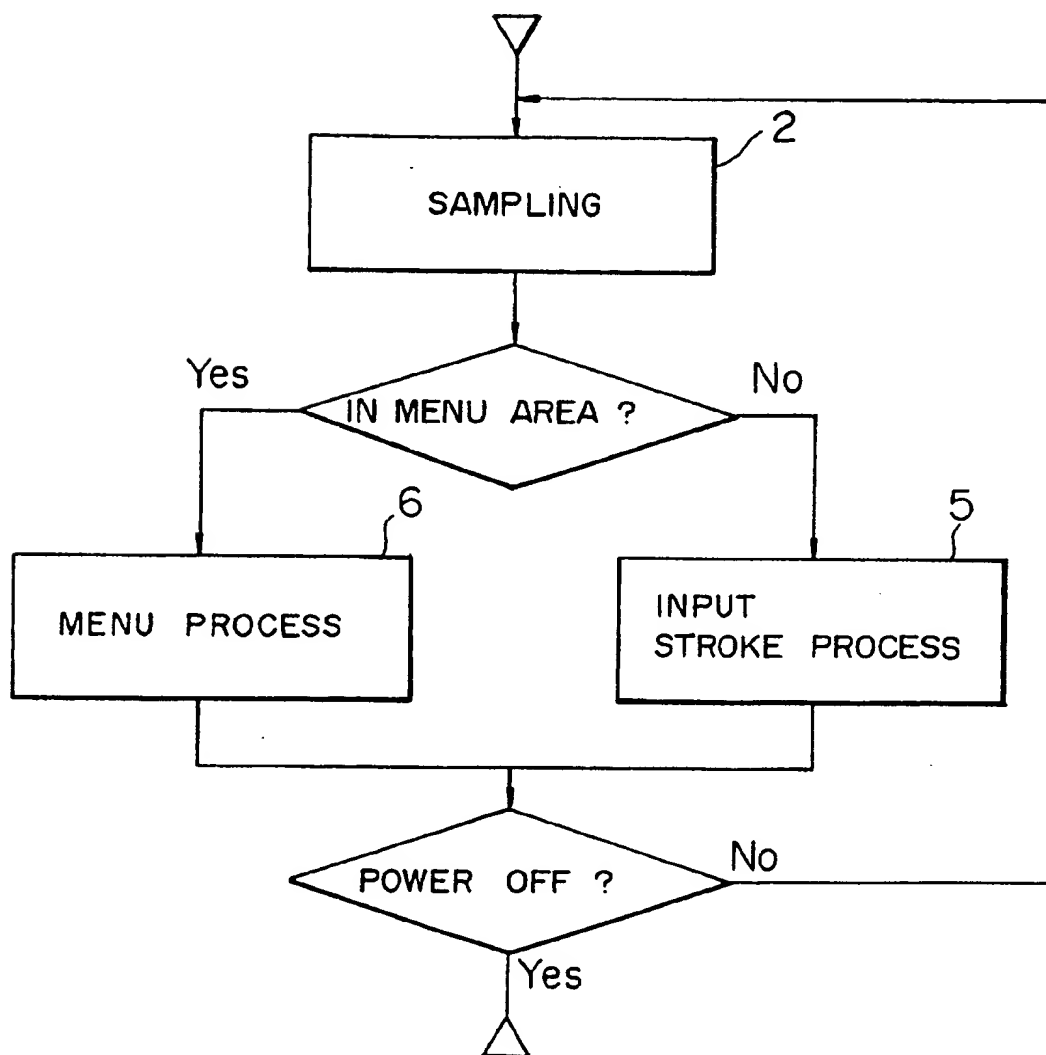 2
SAMPLING
Yes
No
IN MENU AREA ?
6
5
MENU PROCESS
INPUT
STROKE PROCESS
POWER OFF ?
No
Yes